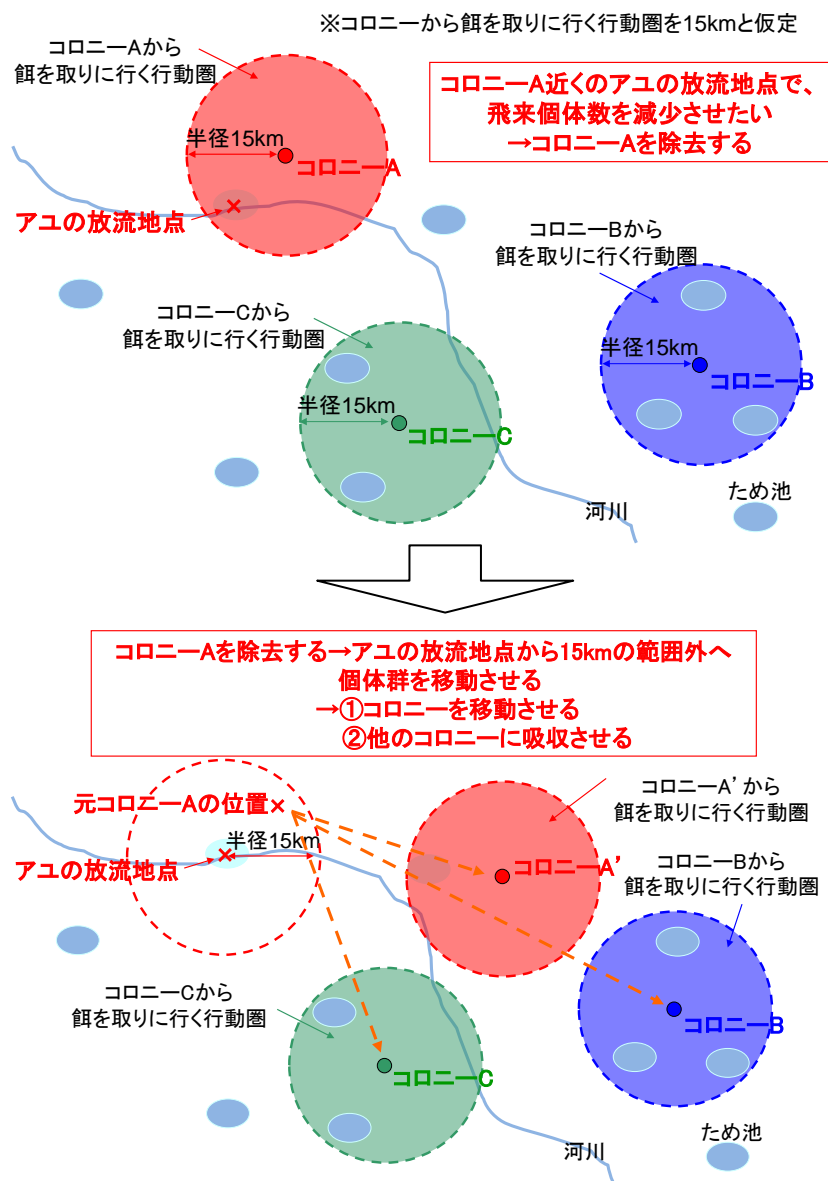 ※コロニーから餌を取りに行く行動圏を15kmと仮定
コロニーAから
餌を取りに行く行動圏
コロニーA近くのアユの放流地点で、
飛来個体数を減少させたい
→コロニーAを除去する
半径15km
コロニーA
アユの放流地点
コロニーBから
餌を取りに行く行動圏
コロニーCから
餌を取りに行く行動圏
半径15km
コロニーB
半径15km
コロニーC
ため池
河川
コロニーAを除去する→アユの放流地点から15kmの範囲外へ
個体群を移動させる
→①コロニーを移動させる
②他のコロニーに吸収させる
コロニーA’から
餌を取りに行く行動圏
元コロニーAの位置×
半径15km
アユの放流地点
コロニーA’
コロニーBから
餌を取りに行く行動圏
コロニーCから
餌を取りに行く行動圏
コロニーB
コロニーC
ため池
河川